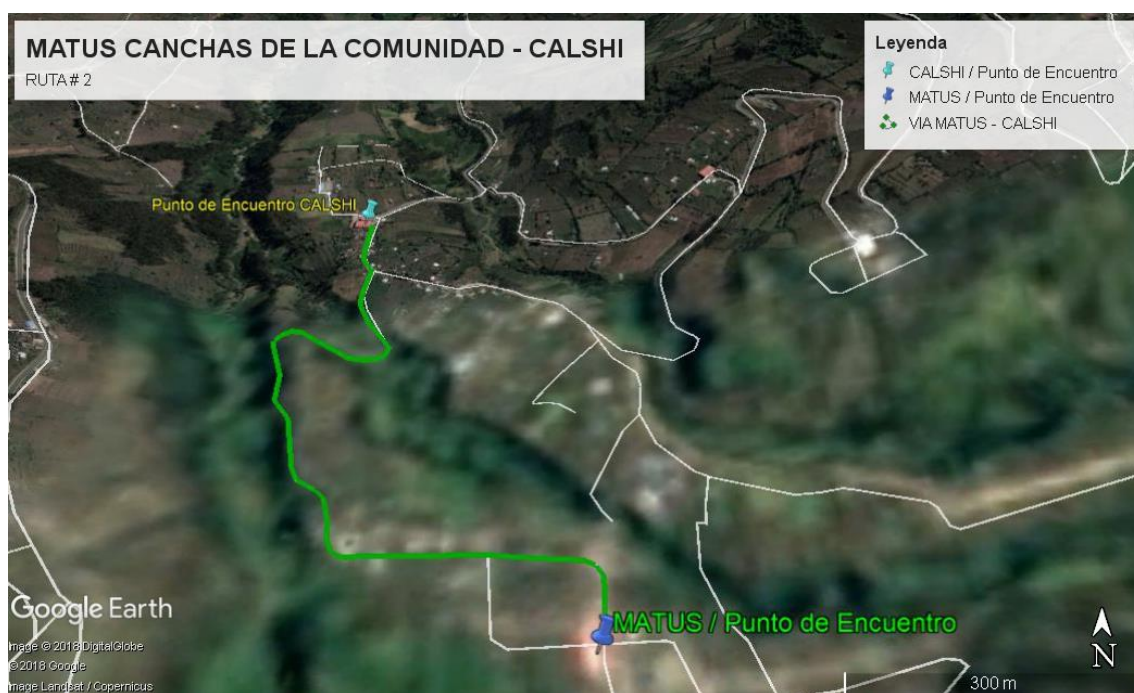 MATUS CANCHAS DE LA COMUNIDAD - CALSHI
RUTA # 2
Leyenda
CALSHI / Punto de Encuentro
MATUS / Punto de Encuentro
VIA MATUS - CALSHI
Punto de Encuentro CALSHI
MATUS / Punto de Encuentro
Google Earth
Image © 2018 DigitalGlobe
©2018 Google
Image Landsat / Copernicus
N
300 m